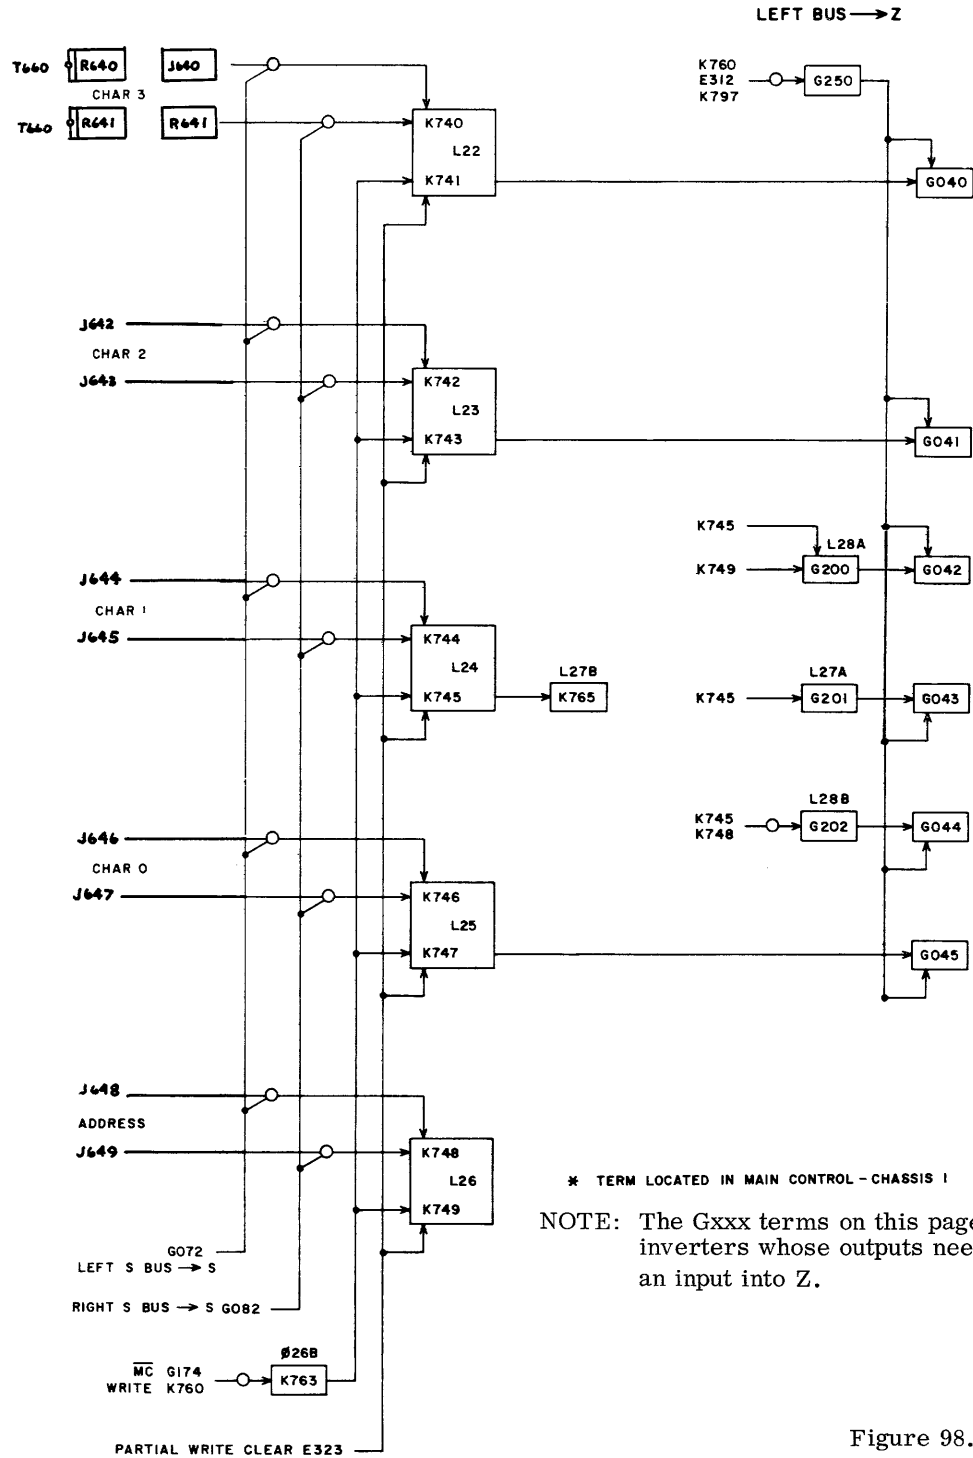 LEFT BUS → Z
T660 R640 J640
CHAR 3
T660 R641 R641
K760
E312
K797
G250
K740
L22
K741
G040
J642
CHAR 2
J643
K742
L23
K743
G041
J644
CHAR 1
J645
K744
L24
K745
L27B
K765
K745
L28A
K749
G200
G042
L27A
K745
G201
G043
L28B
K745
K748
G202
G044
J646
CHAR 0
J647
K746
L25
K747
G045
J648
ADDRESS
J649
K748
L26
K749
* TERM LOCATED IN MAIN CONTROL - CHASSIS 1
NOTE: The Gxxx terms on this page
inverters whose outputs nee
an input into Z.
G072
LEFT S BUS → S
RIGHT S BUS → S G082
Ø26B
MC G174
WRITE K760
K763
PARTIAL WRITE CLEAR E323
Figure 98.